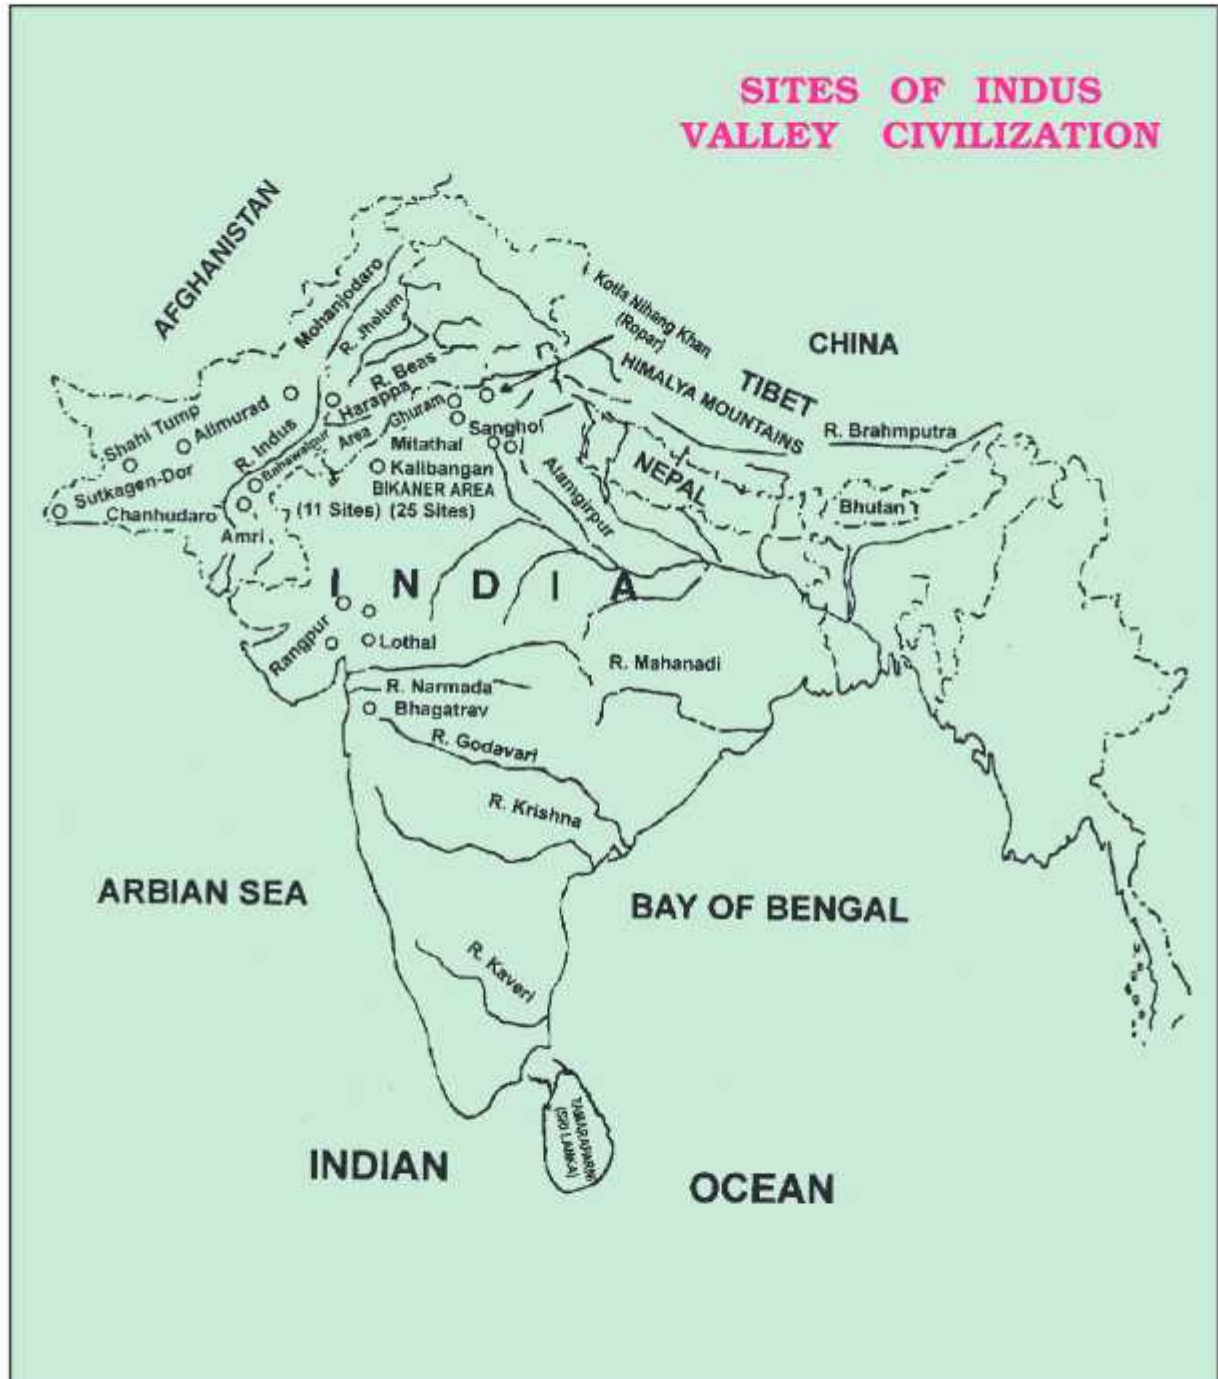 SITES OF INDUS
VALLEY CIVILIZATION
AFGHANISTAN
Mohanjodaro
R. Jhelum
Kotla Nihang Khan
(Ropar)
CHINA
TIBET
HIMALYA MOUNTAINS
R. Beas
Harappa
Shahi Tump
Alimurad
R. Indus
Bahawalpur
Area
Ghuram
Sanghol
R. Brahmputra
Mitathal
Sutkagen-Dor
Kalibangan
NEPAL
BIKANER AREA
Alamgirpur
Bhutan
Chanhudaro
(11 Sites) (25 Sites)
Amri
INDIA
Rangpur
Lothal
R. Mahanadi
R. Narmada
Bhagatrav
R. Godavari
R. Krishna
ARBIAN SEA
BAY OF BENGAL
R. Kaveri
(SRI LANKA)
INDIAN
OCEAN